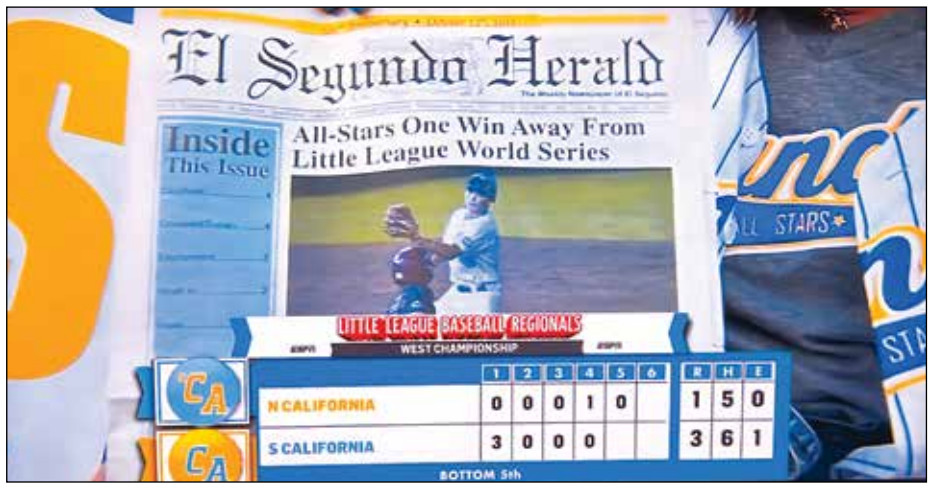 El Segundo Herald
The Weekly Newspaper of El Segundo
Inside
This Issue
All-Stars One Win Away From
Little League World Series
ALL STARS
STA
LITTLE LEAGUE BASEBALL REGIONALS
ESPN WEST CHAMPIONSHIP ESPN
1 2 3 4 5 6 R H E
CA N CALIFORNIA 0 0 0 1 0 1 5 0
CA S CALIFORNIA 3 0 0 0 3 6 1
BOTTOM 5th